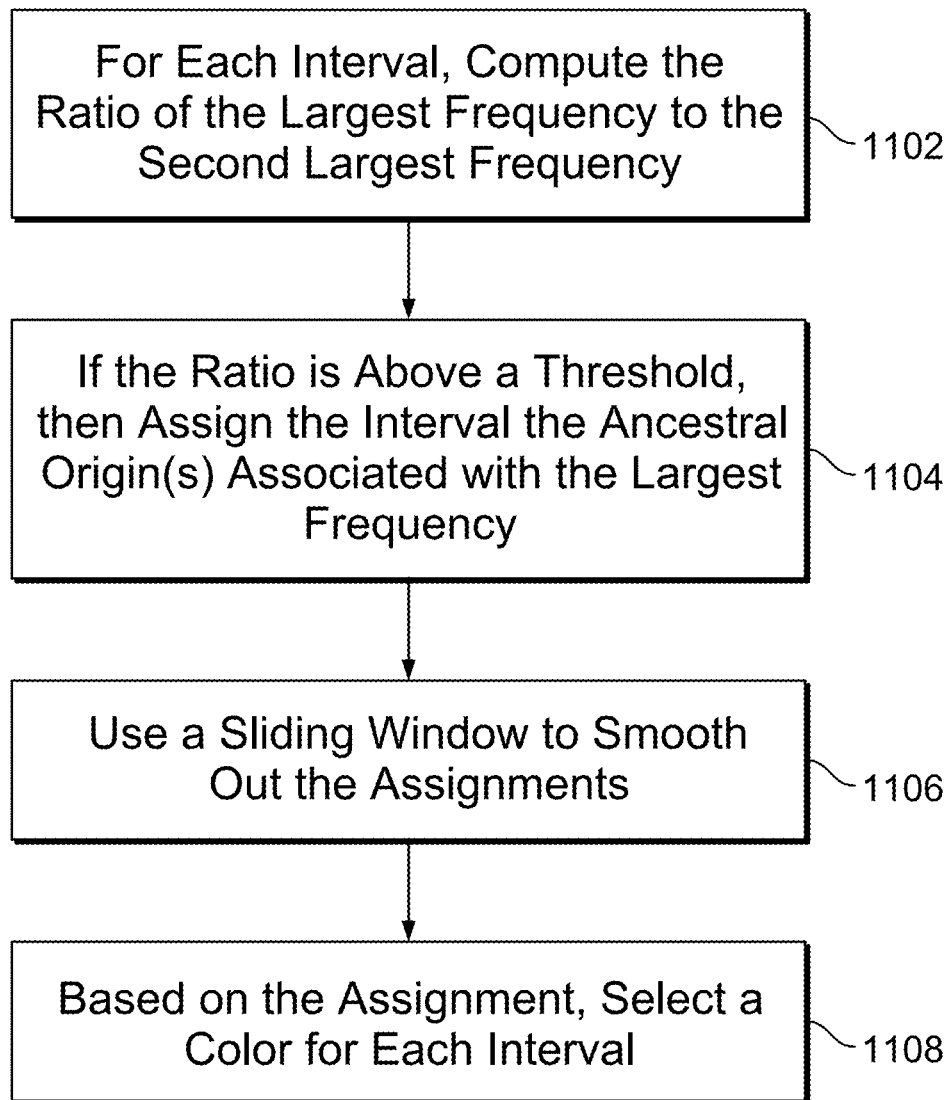 For Each Interval, Compute the
Ratio of the Largest Frequency to the
Second Largest Frequency
1102
If the Ratio is Above a Threshold,
then Assign the Interval the Ancestral
Origin(s) Associated with the Largest
Frequency
1104
Use a Sliding Window to Smooth
Out the Assignments
1106
Based on the Assignment, Select a
Color for Each Interval
1108